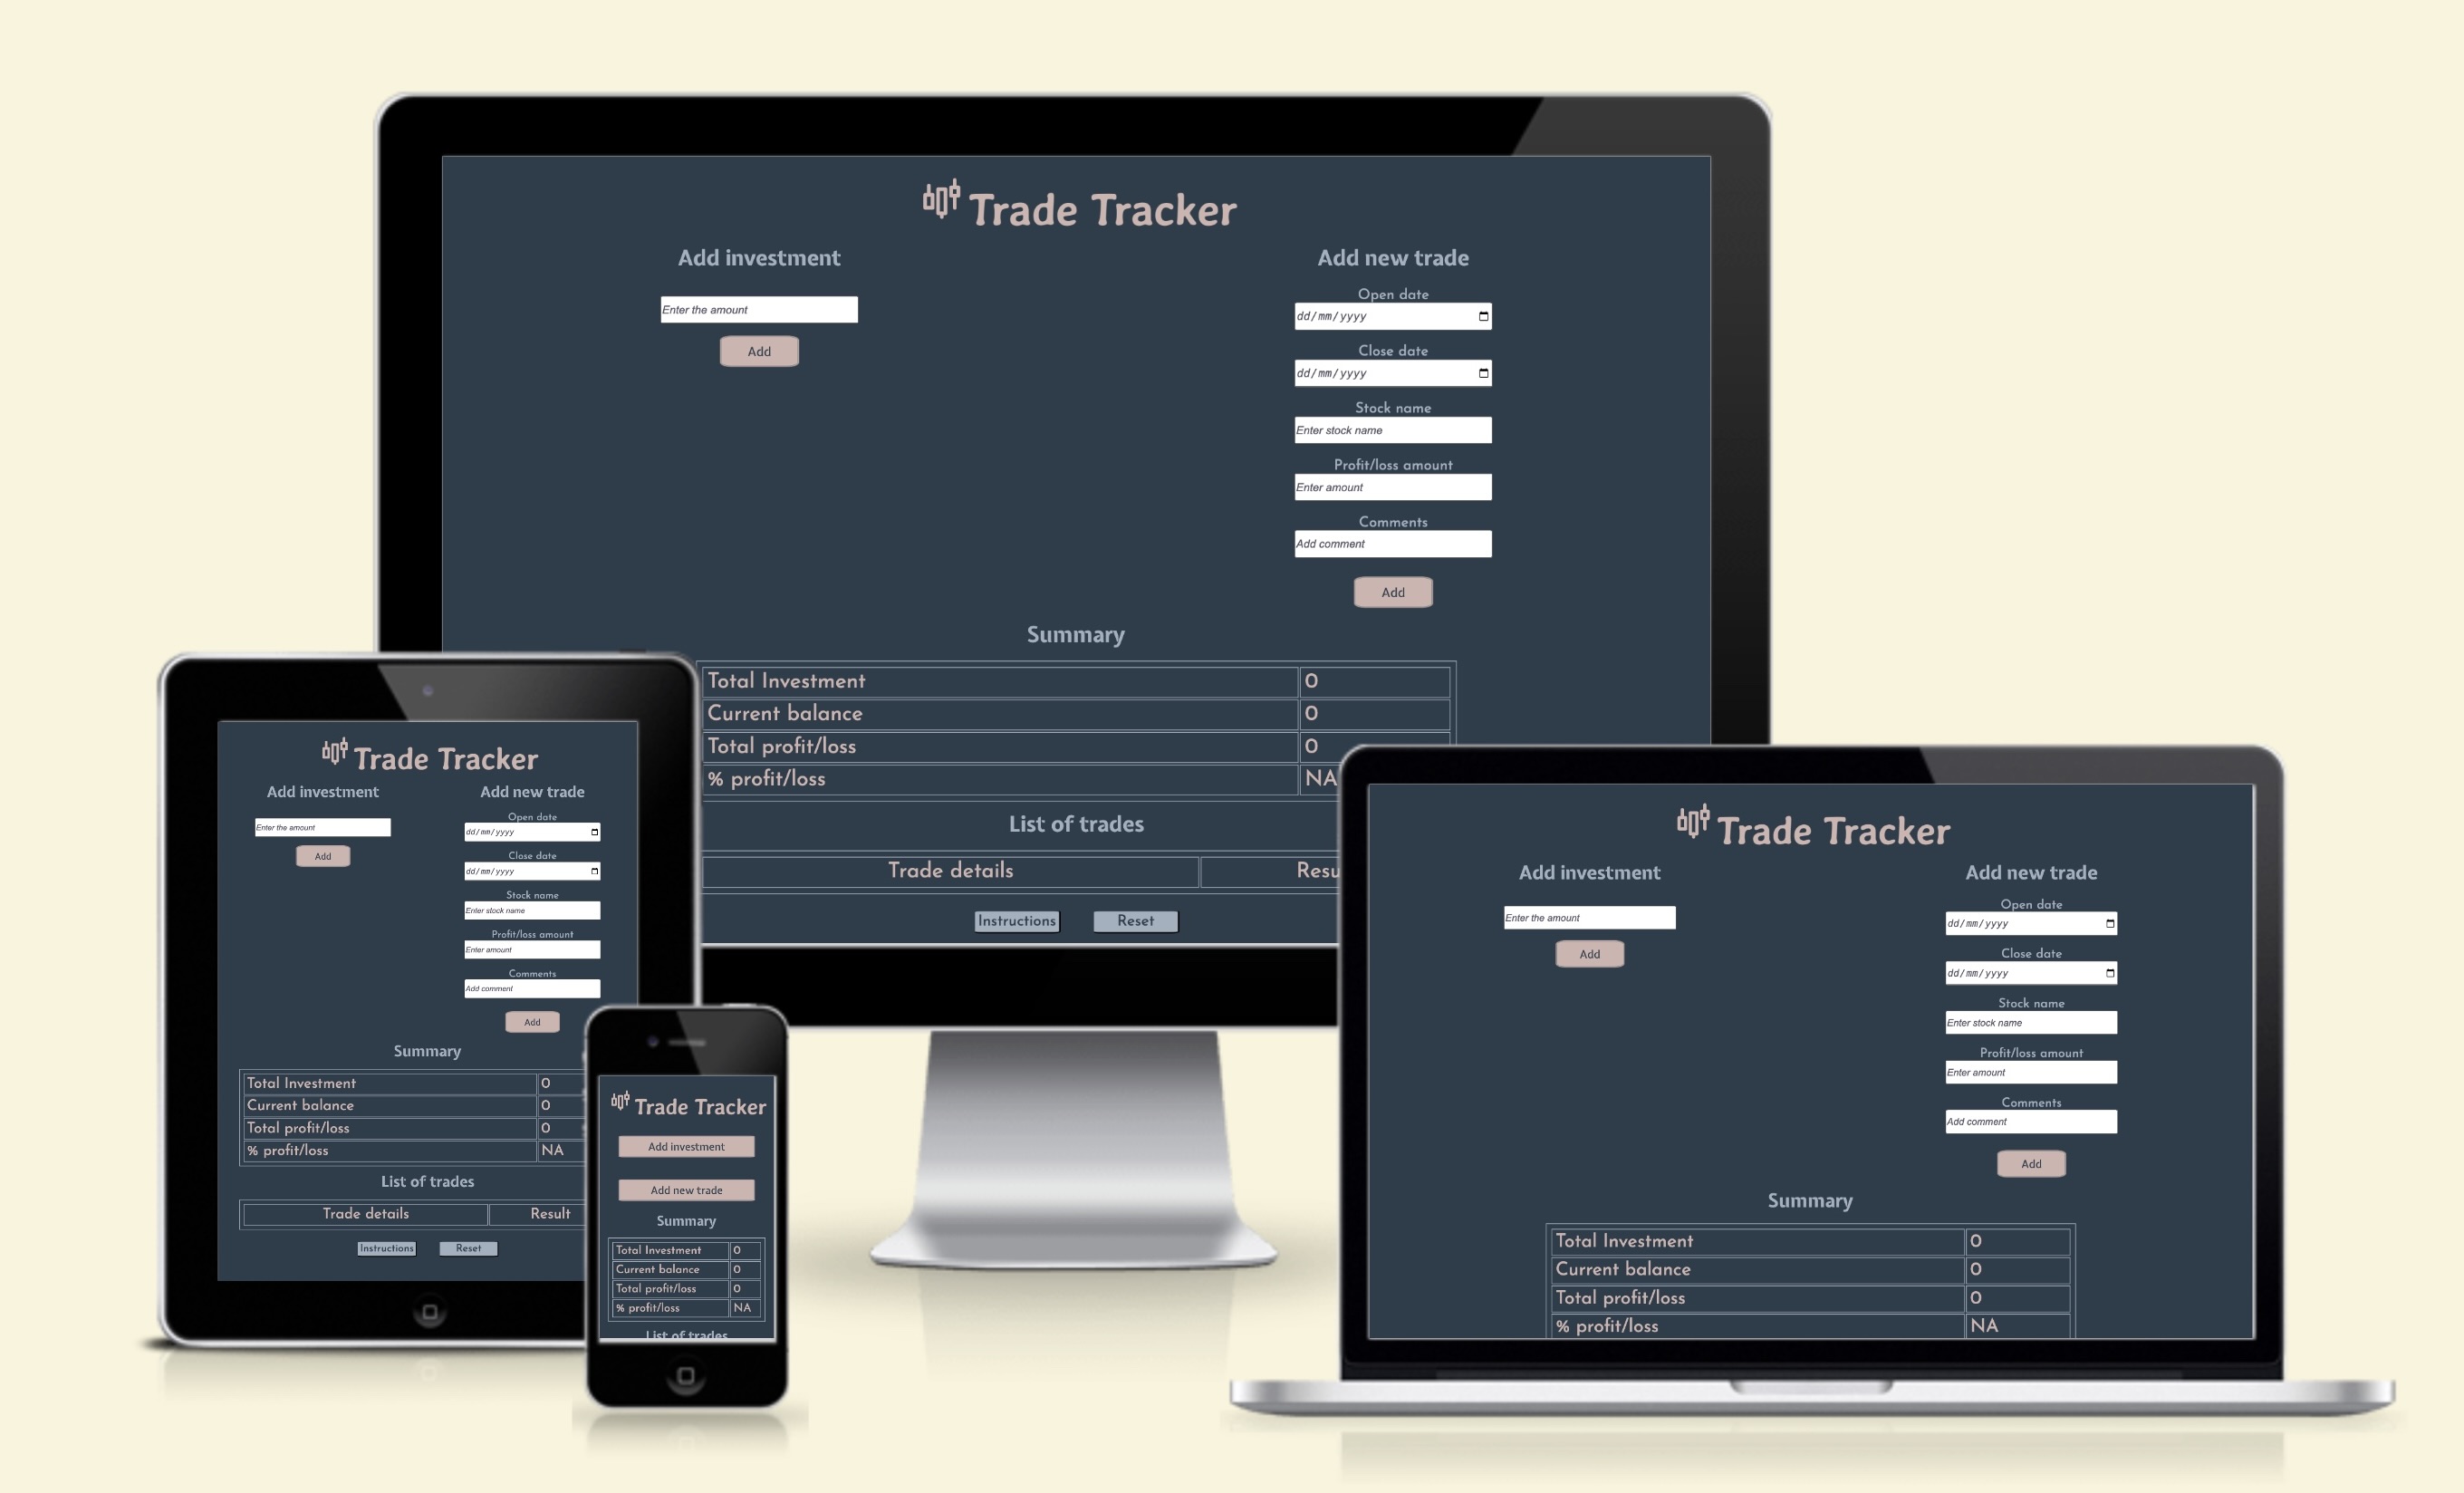 Trade Tracker
Add investment
Enter the amount
Add
Add new trade
Open date
dd/mm/yyyy
Close date
dd/mm/yyyy
Stock name
Enter stock name
Profit/loss amount
Enter amount
Comments
Add comment
Add
Summary
Total Investment 0
Current balance 0
Total profit/loss 0
% profit/loss NA
List of trades
Trade details Resu
Instructions Reset
Trade Tracker
Add investment
Enter the amount
Add
Add new trade
Open date
dd/mm/yyyy
Close date
dd/mm/yyyy
Stock name
Enter stock name
Profit/loss amount
Enter amount
Comments
Add comment
Add
Summary
Total Investment 0
Current balance 0
Total profit/loss 0
% profit/loss NA
List of trades
Trade details Result
Instructions Reset
Trade Tracker
Add investment
Add new trade
Summary
Total Investment 0
Current balance 0
Total profit/loss 0
% profit/loss NA
List of trades
Trade Tracker
Add investment
Enter the amount
Add
Add new trade
Open date
dd/mm/yyyy
Close date
dd/mm/yyyy
Stock name
Enter stock name
Profit/loss amount
Enter amount
Comments
Add comment
Add
Summary
Total Investment 0
Current balance 0
Total profit/loss 0
% profit/loss NA